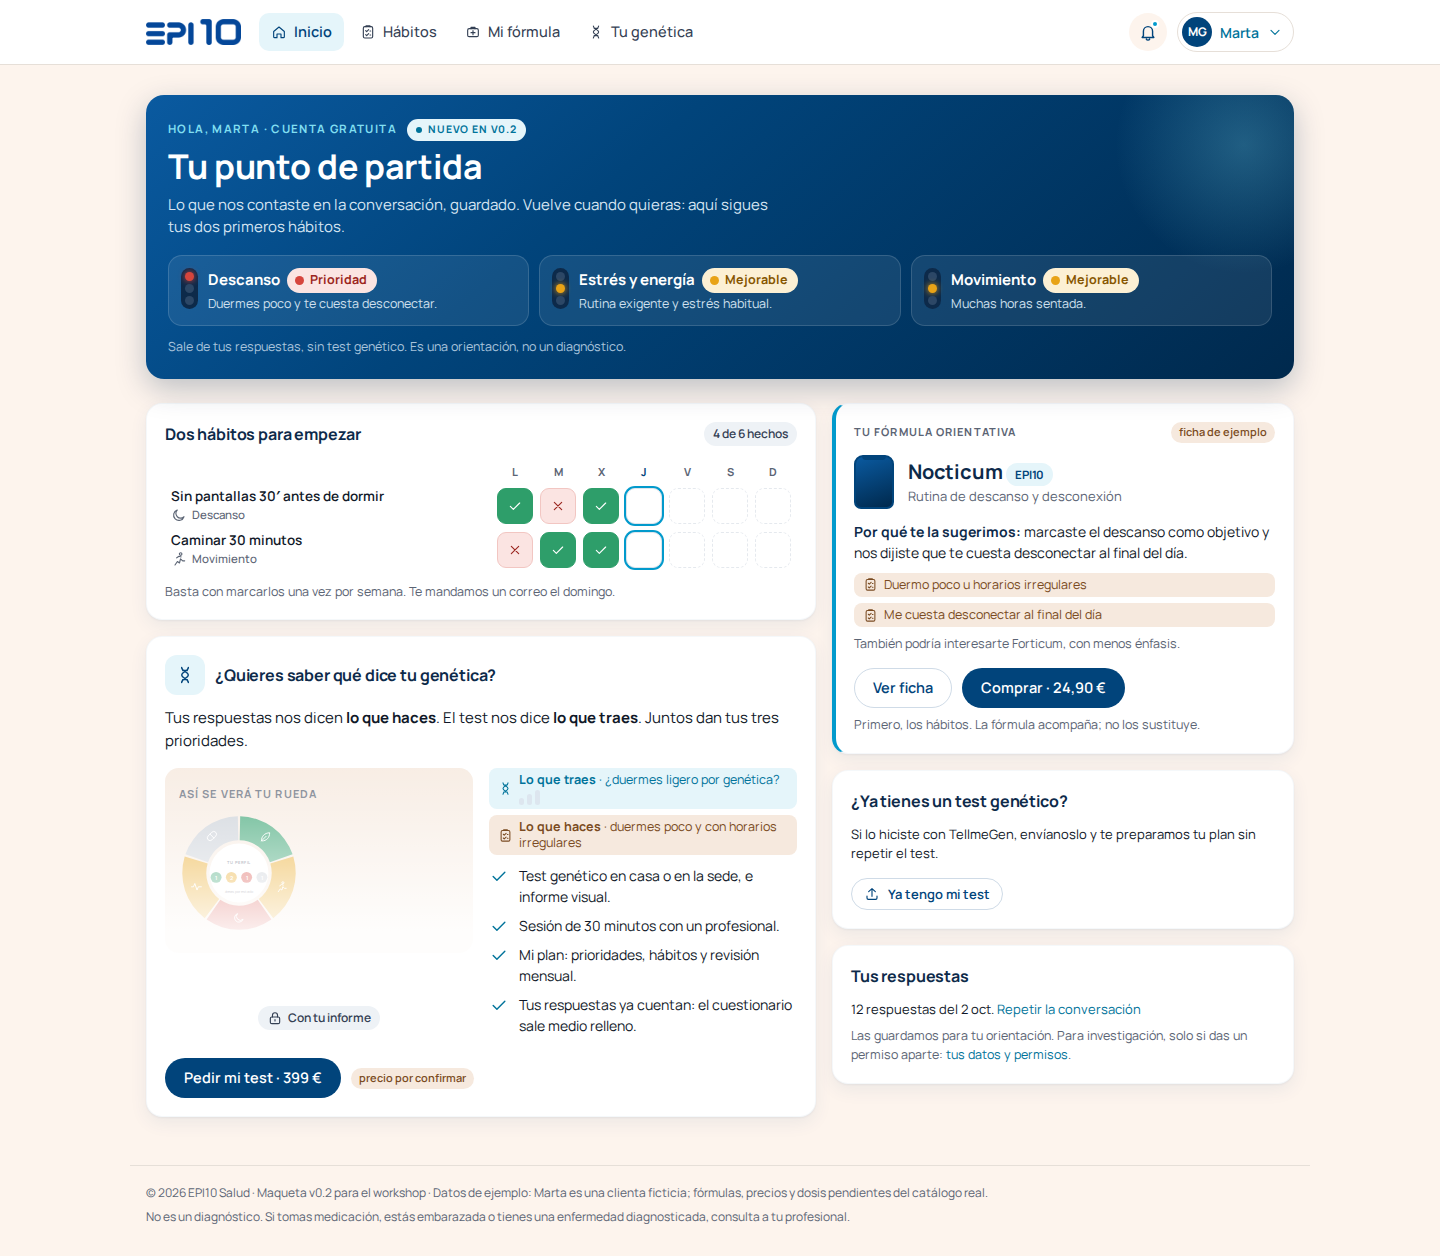 EPI10
Inicio
Hábitos
Mi fórmula
Tu genética
MG
Marta
HOLA, MARTA · CUENTA GRATUITA
NUEVO EN V0.2
Tu punto de partida
Lo que nos contaste en la conversación, guardado. Vuelve cuando quieras: aquí sigues
tus dos primeros hábitos.
Descanso
Prioridad
Duermes poco y te cuesta desconectar.
Estrés y energía
Mejorable
Rutina exigente y estrés habitual.
Movimiento
Mejorable
Muchas horas sentada.
Sale de tus respuestas, sin test genético. Es una orientación, no un diagnóstico.
Dos hábitos para empezar
4 de 6 hechos
L M X J V S D
Sin pantallas 30′ antes de dormir
Descanso
Caminar 30 minutos
Movimiento
Basta con marcarlos una vez por semana. Te mandamos un correo el domingo.
¿Quieres saber qué dice tu genética?
Tus respuestas nos dicen lo que haces. El test nos dice lo que traes. Juntos dan tus tres
prioridades.
ASÍ SE VERÁ TU RUEDA
TU PERFIL
Con tu informe
Lo que traes · ¿duermes ligero por genética?
Lo que haces · duermes poco y con horarios
irregulares
Test genético en casa o en la sede, e
informe visual.
Sesión de 30 minutos con un profesional.
Mi plan: prioridades, hábitos y revisión
mensual.
Tus respuestas ya cuentan: el cuestionario
sale medio relleno.
Pedir mi test · 399 €
precio por confirmar
TU FÓRMULA ORIENTATIVA
ficha de ejemplo
Nocticum
EPI10
Rutina de descanso y desconexión
Por qué te la sugerimos: marcaste el descanso como objetivo y
nos dijiste que te cuesta desconectar al final del día.
Duermo poco u horarios irregulares
Me cuesta desconectar al final del día
También podría interesarte Forticum, con menos énfasis.
Ver ficha
Comprar · 24,90 €
Primero, los hábitos. La fórmula acompaña; no los sustituye.
¿Ya tienes un test genético?
Si lo hiciste con TellmeGen, envíanoslo y te preparamos tu plan sin
repetir el test.
Ya tengo mi test
Tus respuestas
12 respuestas del 2 oct. Repetir la conversación
Las guardamos para tu orientación. Para investigación, solo si das un
permiso aparte: tus datos y permisos.
© 2026 EPI10 Salud · Maqueta v0.2 para el workshop · Datos de ejemplo: Marta es una clienta ficticia; fórmulas, precios y dosis pendientes del catálogo real.
No es un diagnóstico. Si tomas medicación, estás embarazada o tienes una enfermedad diagnosticada, consulta a tu profesional.